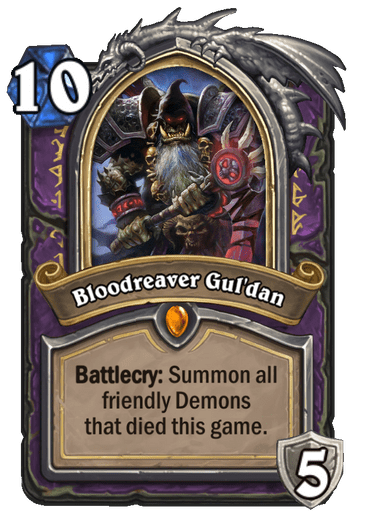 10
Bloodreaver Gul'dan
Battlecry: Summon all
friendly Demons
that died this game.
5